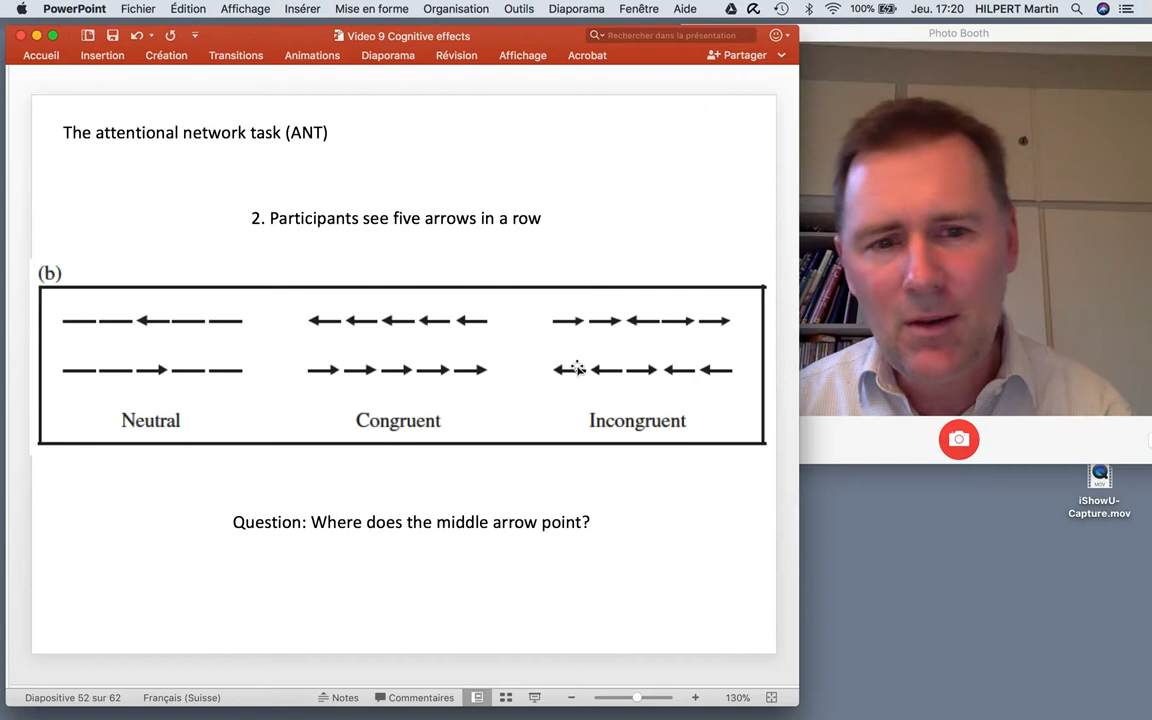 PowerPoint Fichier Édition Affichage Insérer Mise en forme Organisation Outils Diaporama Fenêtre Aide 100% Jeu. 17:20 HILPERT Martin
Video 9 Cognitive effects
Rechercher dans la présentation
Accueil Insertion Création Transitions Animations Diaporama Révision Affichage Acrobat Partager
Photo Booth
The attentional network task (ANT)
2. Participants see five arrows in a row
(b)
Neutral Congruent Incongruent
Question: Where does the middle arrow point?
MOV
iShowU-
Capture.mov
Diapositive 52 sur 62 Français (Suisse) Notes Commentaires 130%